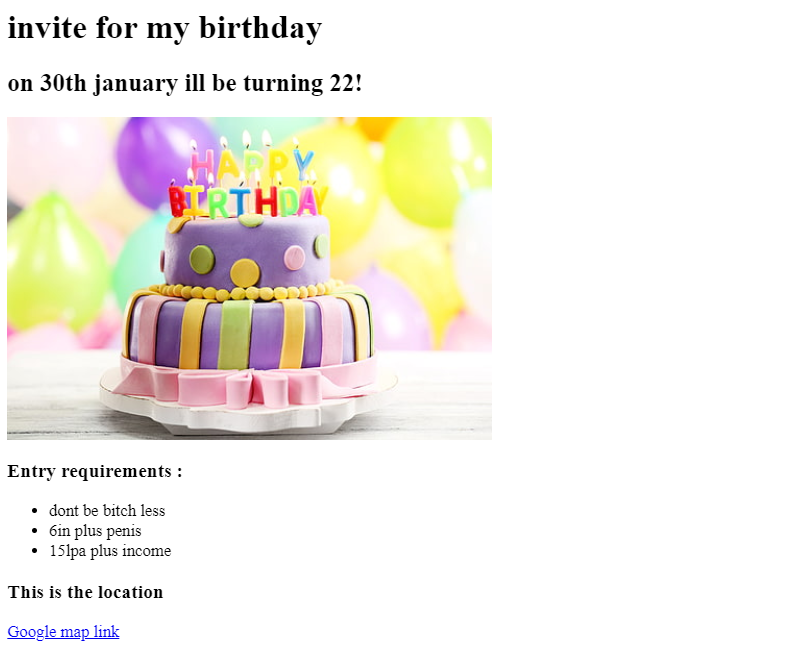 invite for my birthday
on 30th january ill be turning 22!
HAPPY
BIRTHDAY
Entry requirements :
dont be bitch less
6in plus penis
15lpa plus income
This is the location
Google map link